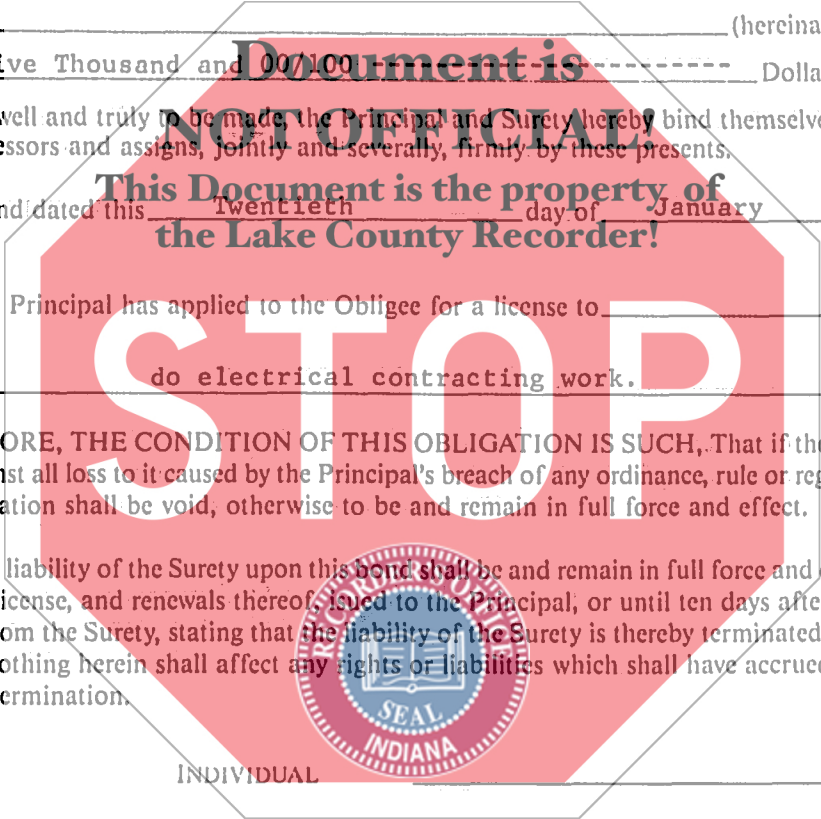 (hereina
ive Thousand and 00/100 - - - - - - - - - - - - - - - - - - - - - - Dolla
Document is
well and truly to be made, the Principal and Surety hereby bind themselve
NOT OFFICIAL!
essors and assigns, jointly and severally, firmly by these presents.
This Document is the property of
nd dated this Twentieth day of January
the Lake County Recorder!
Principal has applied to the Obligee for a license to
STOP
do electrical contracting work.
ORE, THE CONDITION OF THIS OBLIGATION IS SUCH, That if the
nst all loss to it caused by the Principal's breach of any ordinance, rule or reg
ation shall be void, otherwise to be and remain in full force and effect.
liability of the Surety upon this bond shall be and remain in full force and
icense, and renewals thereof, issued to the Principal, or until ten days afte
om the Surety, stating that the liability of the Surety is thereby terminated
othing herein shall affect any rights or liabilities which shall have accrued
ermination.
RECORDER'S OFFICE
SEAL
INDIANA
INDIVIDUAL